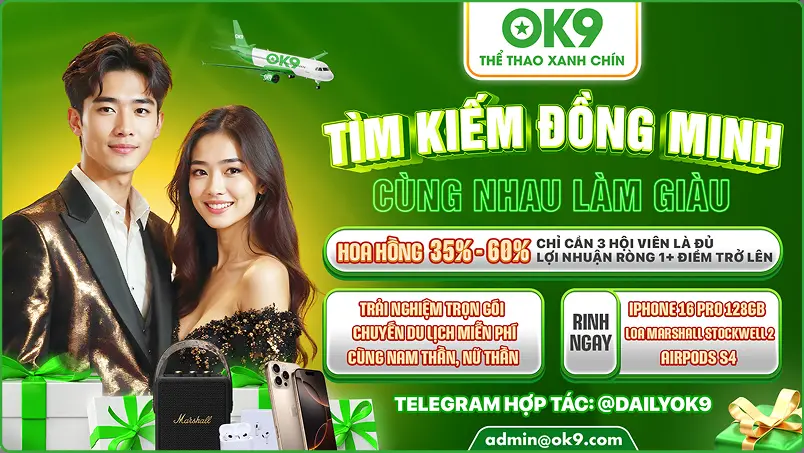 OK9
THỂ THAO XANH CHÍN
OK9
TÌM KIẾM ĐỒNG MINH
CÙNG NHAU LÀM GIÀU
HOA HỒNG 35% - 60%
CHỈ CẦN 3 HỘI VIÊN LÀ ĐỦ
LỢI NHUẬN RÒNG 1+ ĐIỂM TRỞ LÊN
TRẢI NGHIỆM TRỌN GÓI
CHUYẾN DU LỊCH MIỄN PHÍ
CÙNG NAM THẦN, NỮ THẦN
RINH
NGAY
IPHONE 16 PRO 128GB
LOA MARSHALL STOCKWELL 2
AIRPODS S4
Marshall
TELEGRAM HỢP TÁC: @DAILYOK9
admin@ok9.com